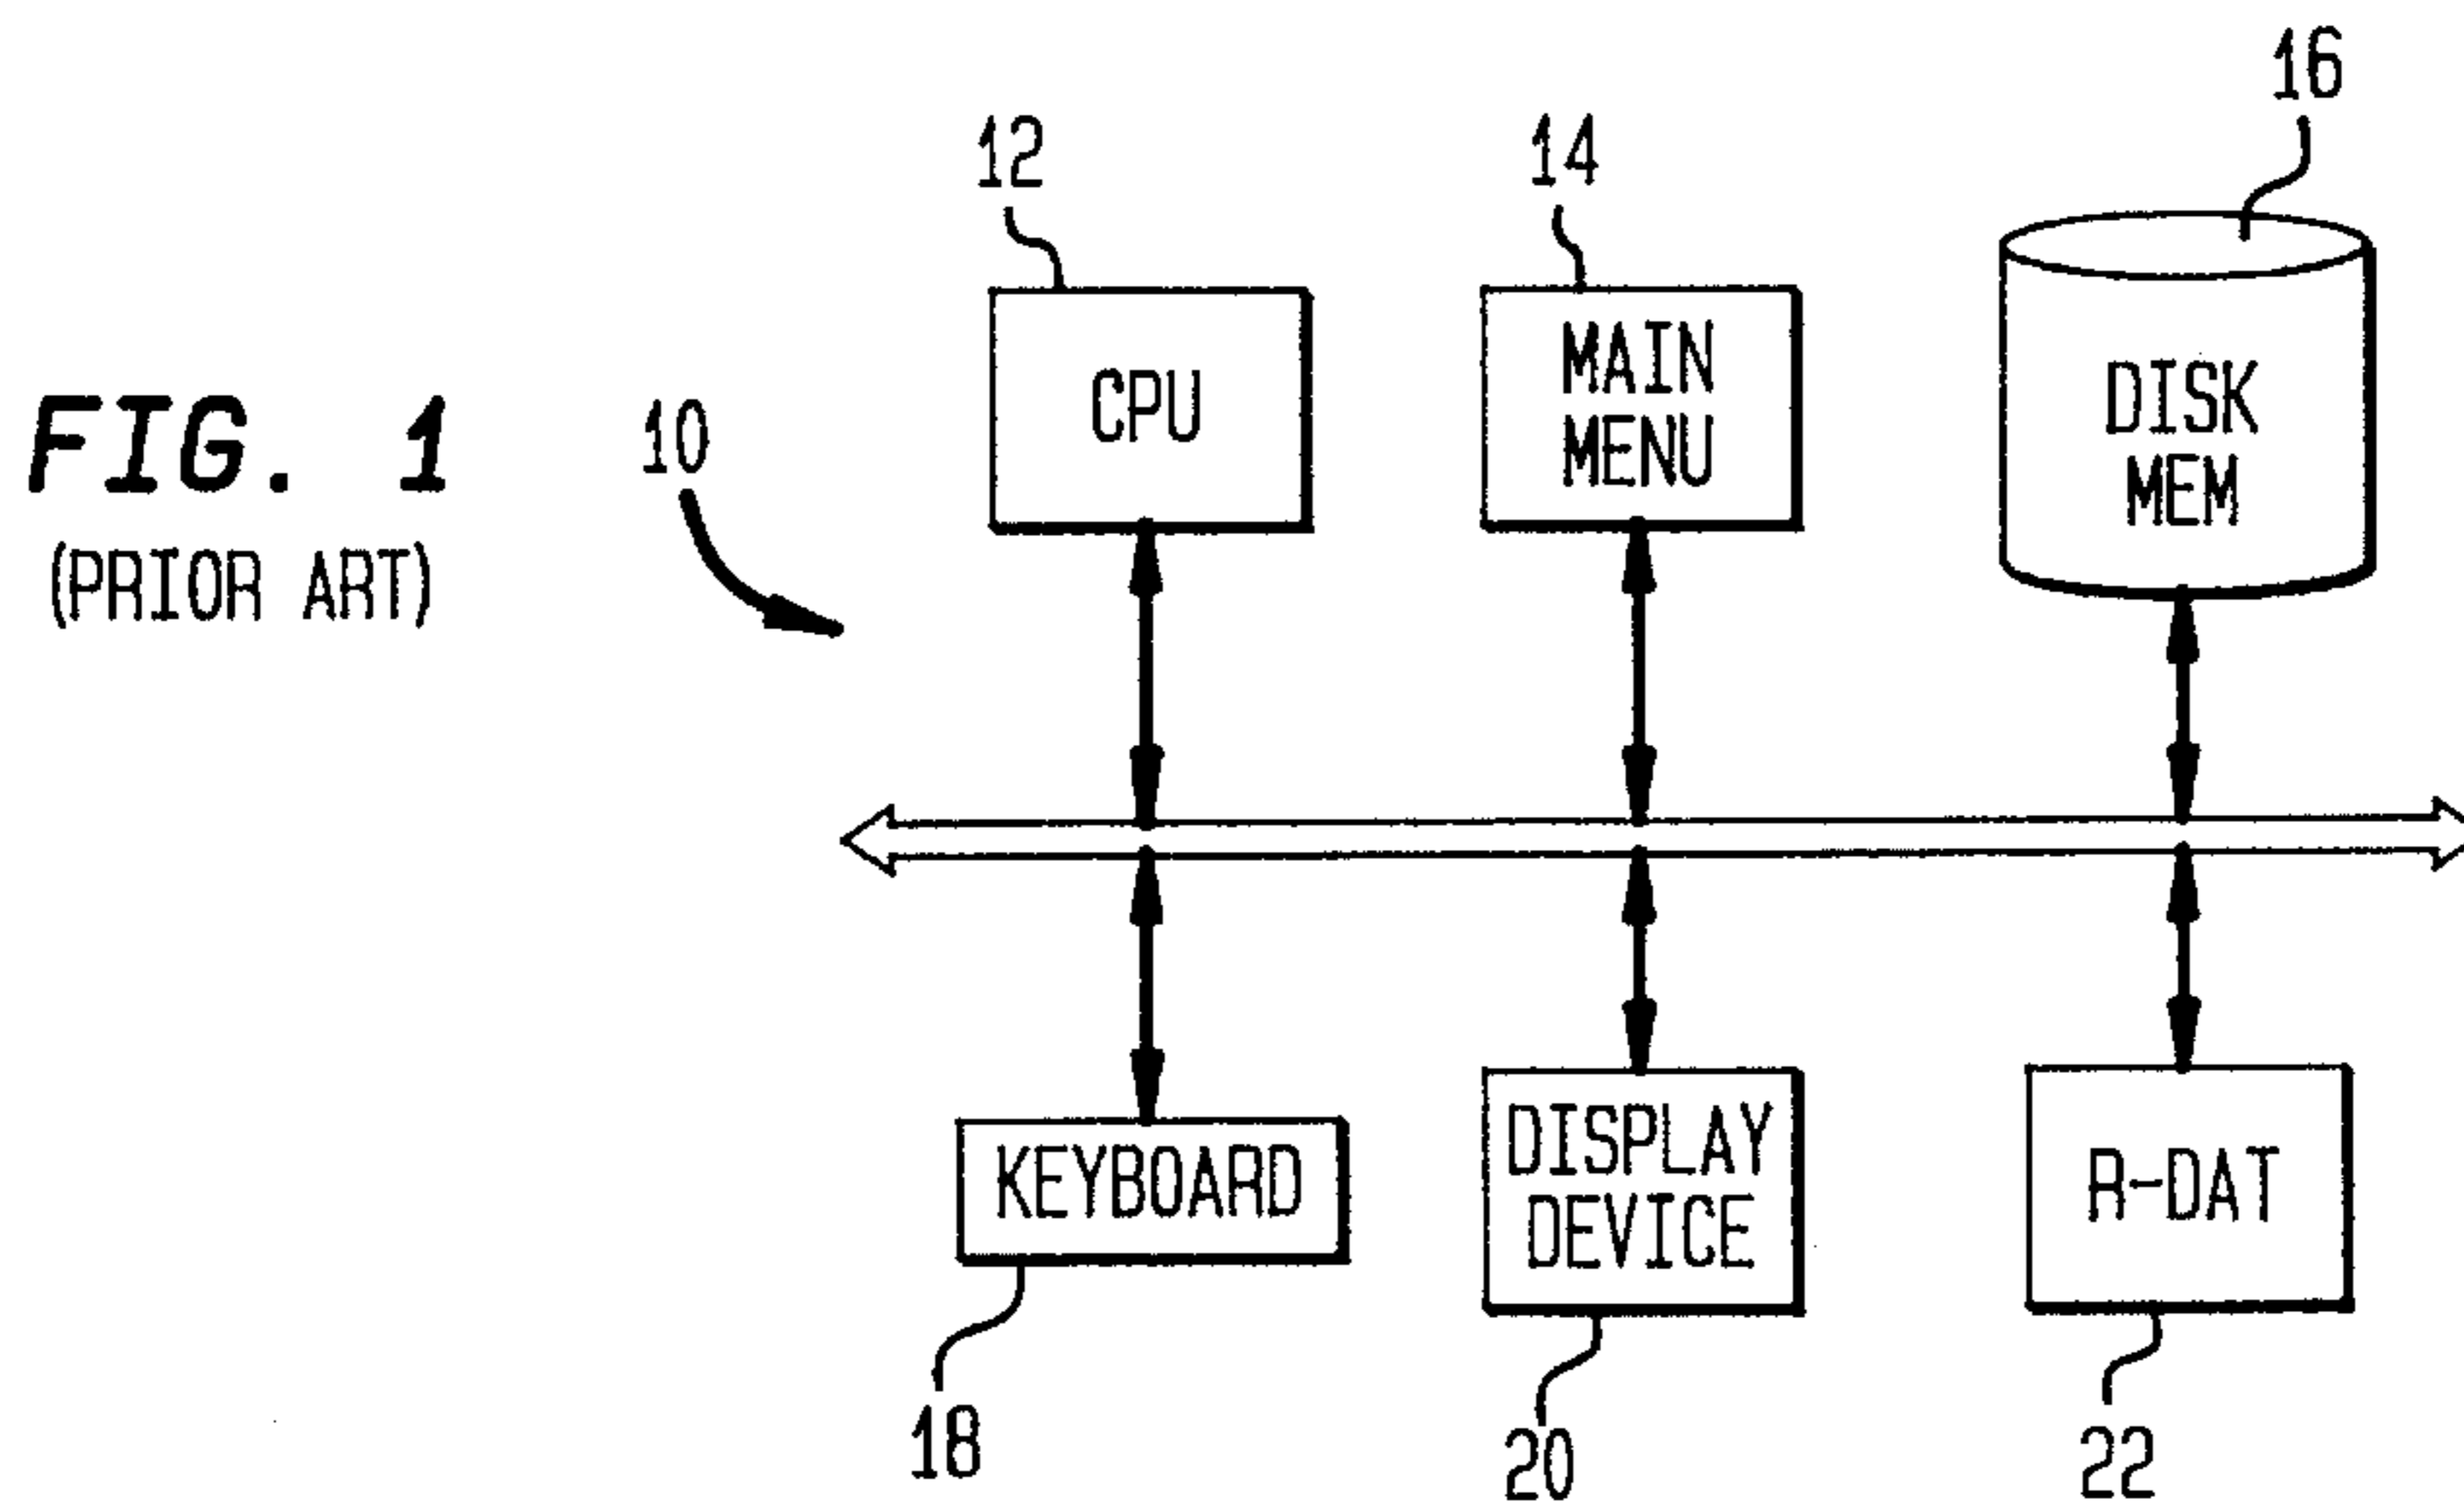 FIG. 1
(PRIOR ART)
10
12
14
16
CPU
MAIN
MENU
DISK
MEM
KEYBOARD
DISPLAY
DEVICE
R-DAT
18
20
22